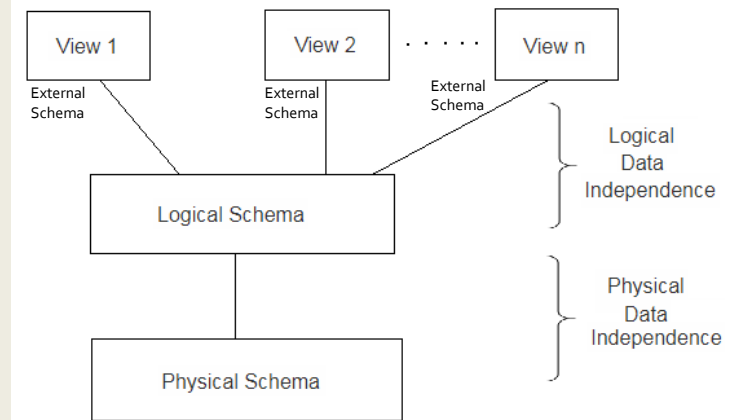 View 1
View 2
. . . . .
View n
External
Schema
External
Schema
External
Schema
Logical
Data
Independence
Logical Schema
Physical
Data
Independence
Physical Schema